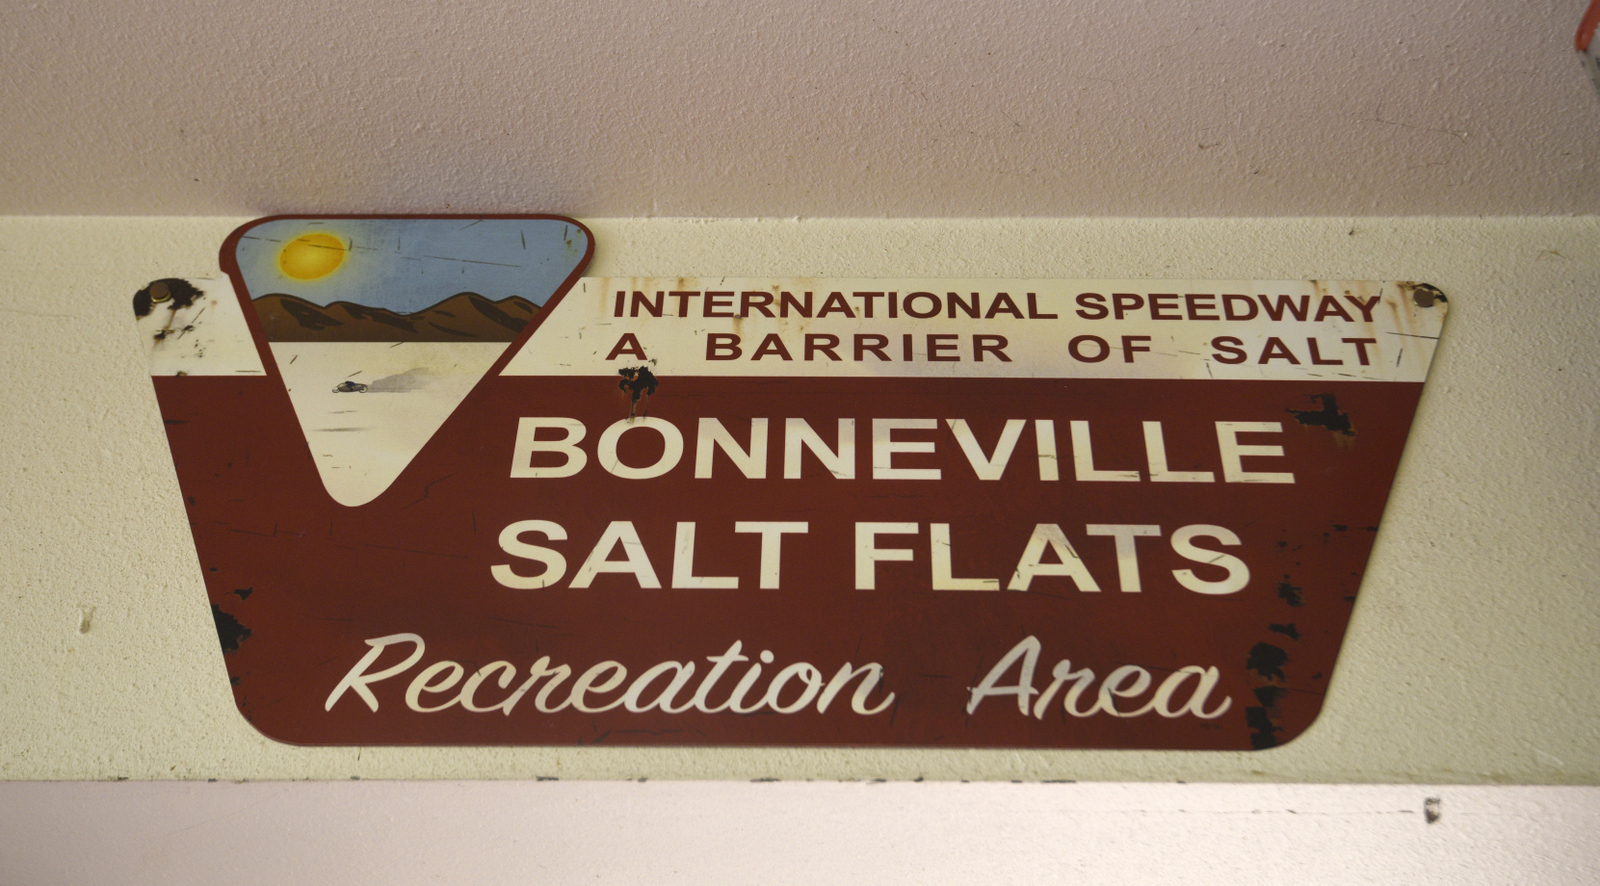 INTERNATIONAL SPEEDWAY
A BARRIER OF SALT
BONNEVILLE
SALT FLATS
Recreation Area